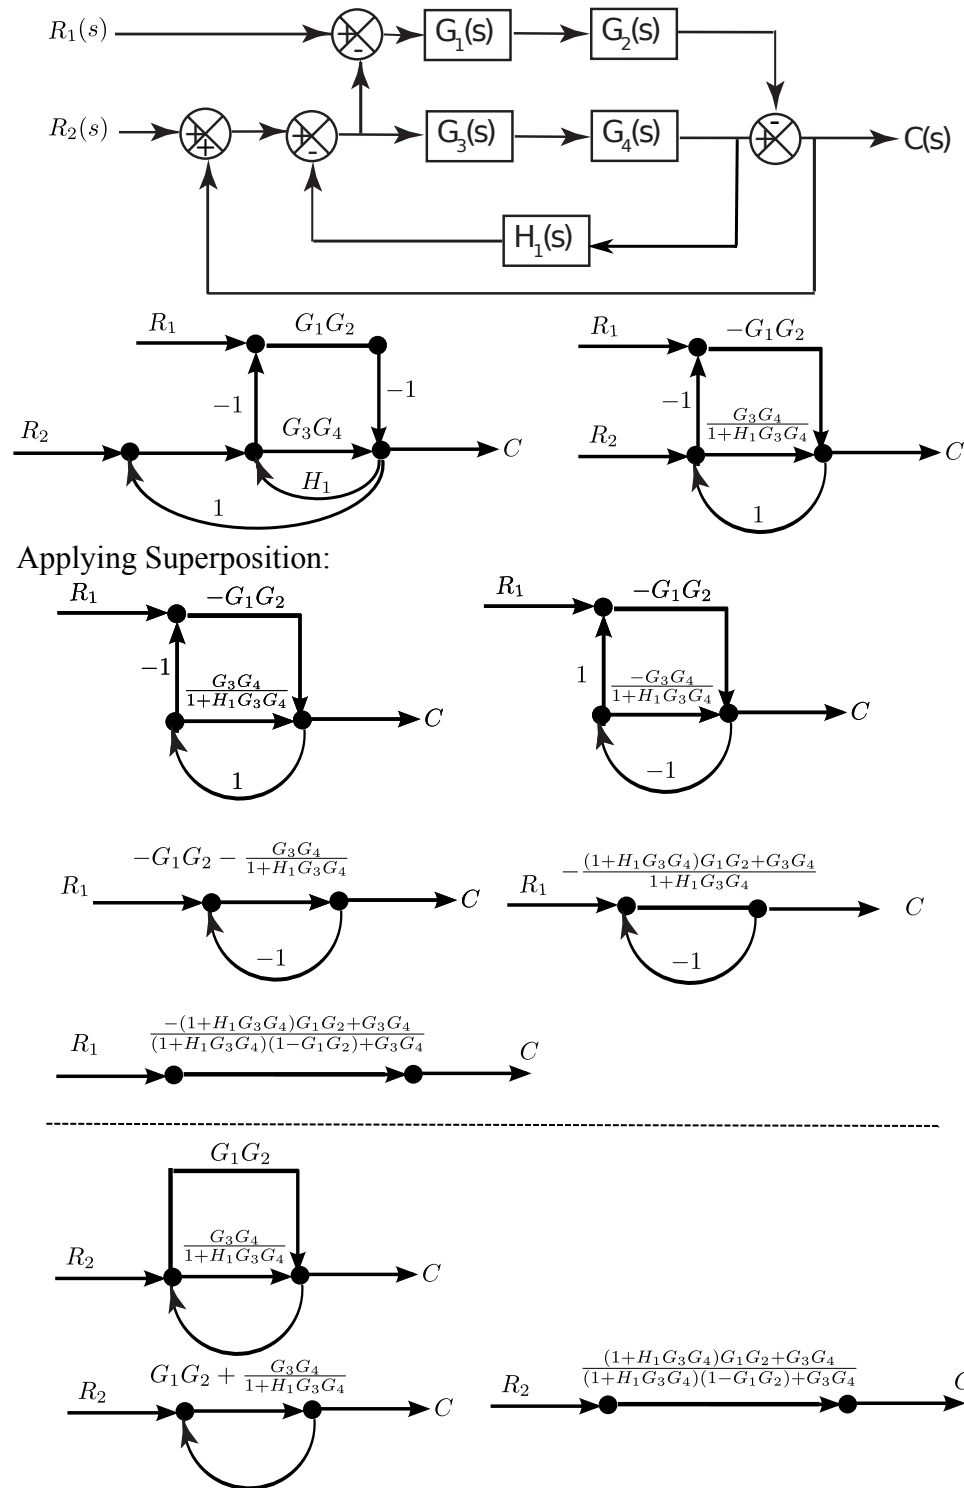 R₁(s) + - G₁(s) G₂(s)
-
R₂(s) + + + - G₃(s) G₄(s) + C(s)
H₁(s)
R₁ G₁G₂
−1 −1
R₂ G₃G₄ C
H₁
1
R₁ −G₁G₂
−1
R₂ G₃G₄/(1+H₁G₃G₄) C
1
Applying Superposition:
R₁ −G₁G₂
−1 G₃G₄/(1+H₁G₃G₄)
C
1
R₁ −G₁G₂
1 −G₃G₄/(1+H₁G₃G₄)
C
−1
−G₁G₂ − G₃G₄/(1+H₁G₃G₄)
R₁ C
−1
−((1+H₁G₃G₄)G₁G₂+G₃G₄)/(1+H₁G₃G₄)
R₁ C
−1
R₁ (−(1+H₁G₃G₄)G₁G₂+G₃G₄)/((1+H₁G₃G₄)(1−G₁G₂)+G₃G₄) C
G₁G₂
R₂ G₃G₄/(1+H₁G₃G₄) C
G₁G₂ + G₃G₄/(1+H₁G₃G₄)
R₂ C
R₂ ((1+H₁G₃G₄)G₁G₂+G₃G₄)/((1+H₁G₃G₄)(1−G₁G₂)+G₃G₄)